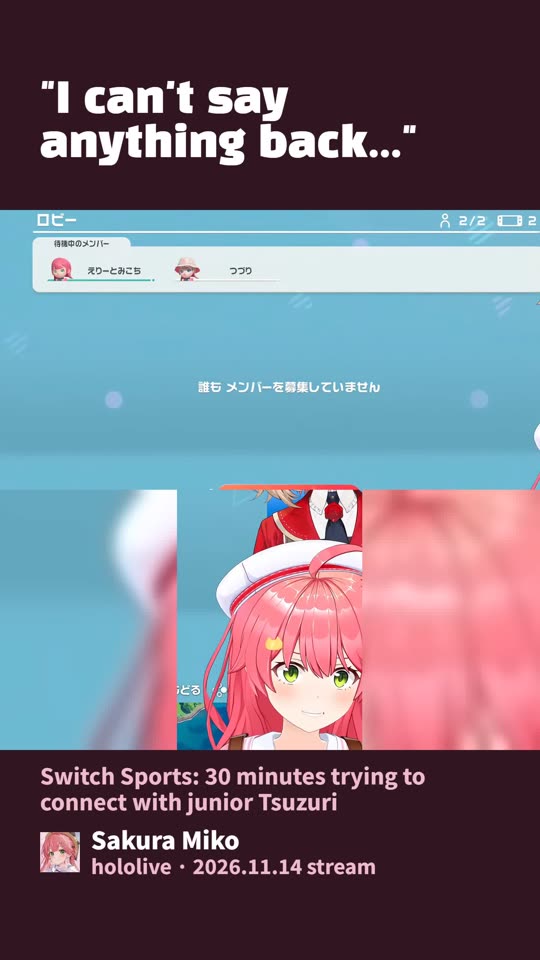 "I can't say
anything back..."
ロビー
2/2
2
待機中のメンバー
えりーとみこち
つづり
誰も メンバーを募集していません
どる
Switch Sports: 30 minutes trying to
connect with junior Tsuzuri
Sakura Miko
hololive・2026.11.14 stream